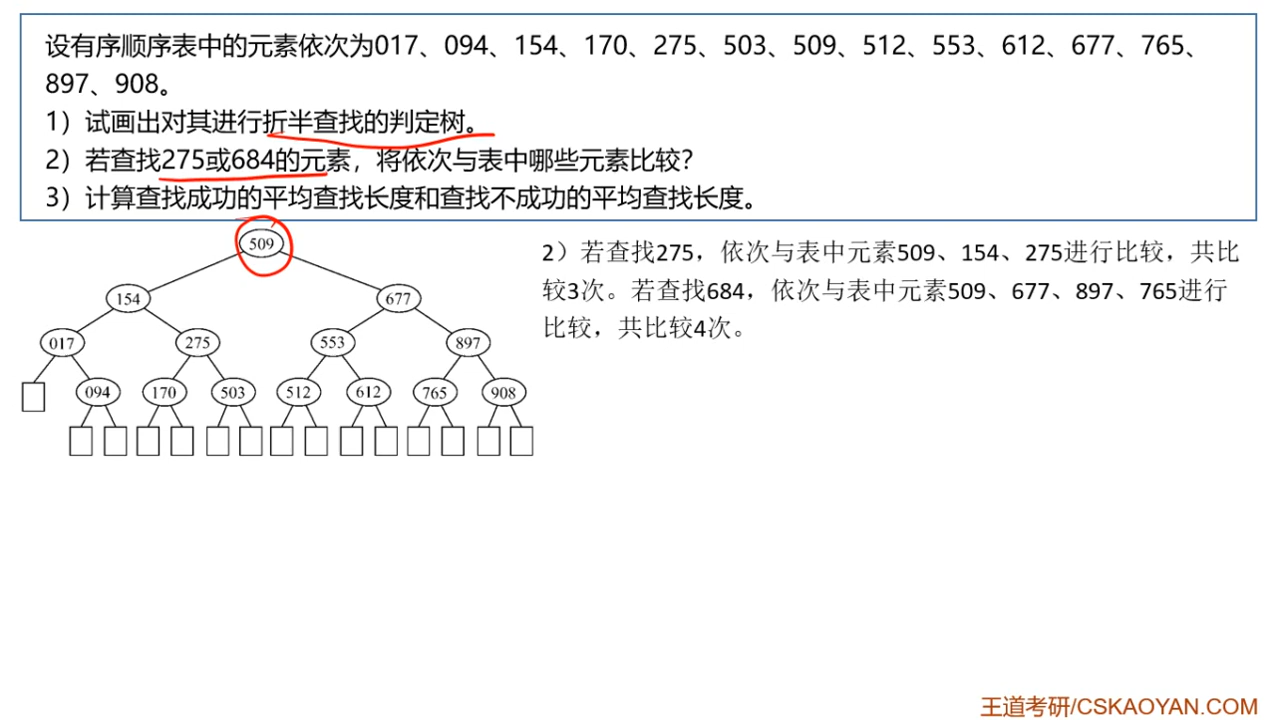 设有序顺序表中的元素依次为017、094、154、170、275、503、509、512、553、612、677、765、
897、908。
1）试画出对其进行折半查找的判定树。
2）若查找275或684的元素，将依次与表中哪些元素比较？
3）计算查找成功的平均查找长度和查找不成功的平均查找长度。
509
154 677
017 275 553 897
094 170 503 512 612 765 908
2）若查找275，依次与表中元素509、154、275进行比较，共比
较3次。若查找684，依次与表中元素509、677、897、765进行
比较，共比较4次。
王道考研/CSKAOYAN.COM